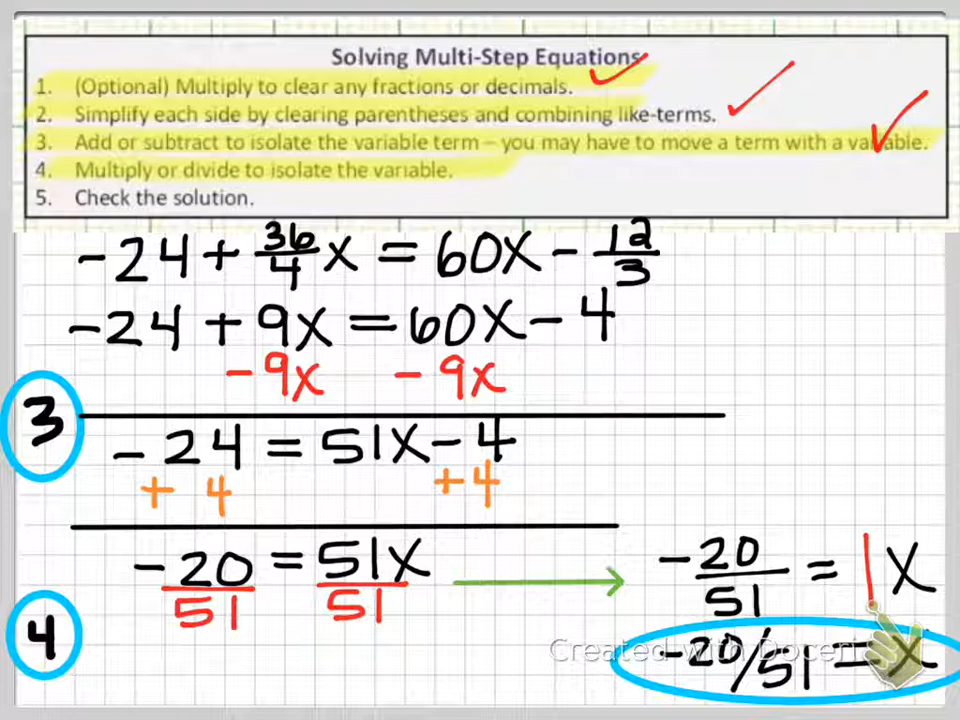 Solving Multi-Step Equations
1. (Optional) Multiply to clear any fractions or decimals.
2. Simplify each side by clearing parentheses and combining like-terms.
3. Add or subtract to isolate the variable term – you may have to move a term with a variable.
4. Multiply or divide to isolate the variable.
5. Check the solution.
-24 + 36/4 x = 60x - 12/3
-24 + 9x = 60x - 4
-9x -9x
3
-24 = 51x - 4
+ 4 +4
-20 = 51x
51 51
-20/51 = 1x
4
Created with Doceri
-20/51 = x